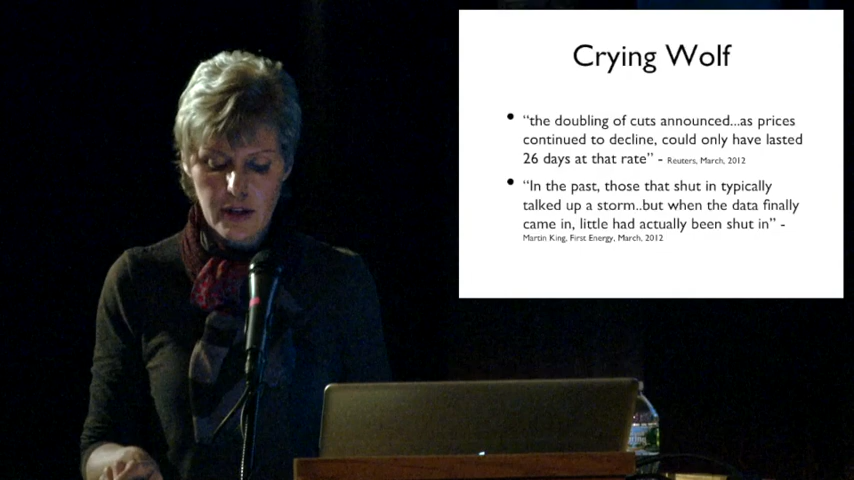 Crying Wolf
• “the doubling of cuts announced...as prices
continued to decline, could only have lasted
26 days at that rate” - Reuters, March, 2012
• “In the past, those that shut in typically
talked up a storm..but when the data finally
came in, little had actually been shut in” -
Martin King, First Energy, March, 2012